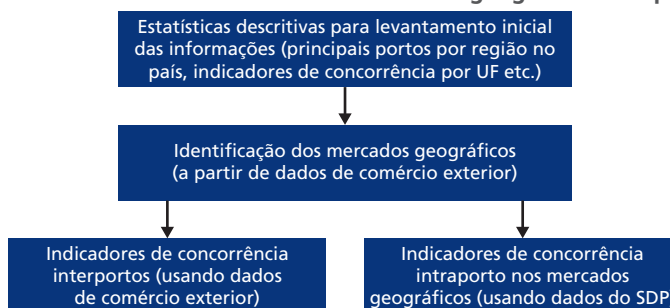 Estatísticas descritivas para levantamento inicial
das informações (principais portos por região no
país, indicadores de concorrência por UF etc.)
Identificação dos mercados geográficos
(a partir de dados de comércio exterior)
Indicadores de concorrência
interportos (usando dados
de comércio exterior)
Indicadores de concorrência
intraporto nos mercados
geográficos (usando dados do SDP)